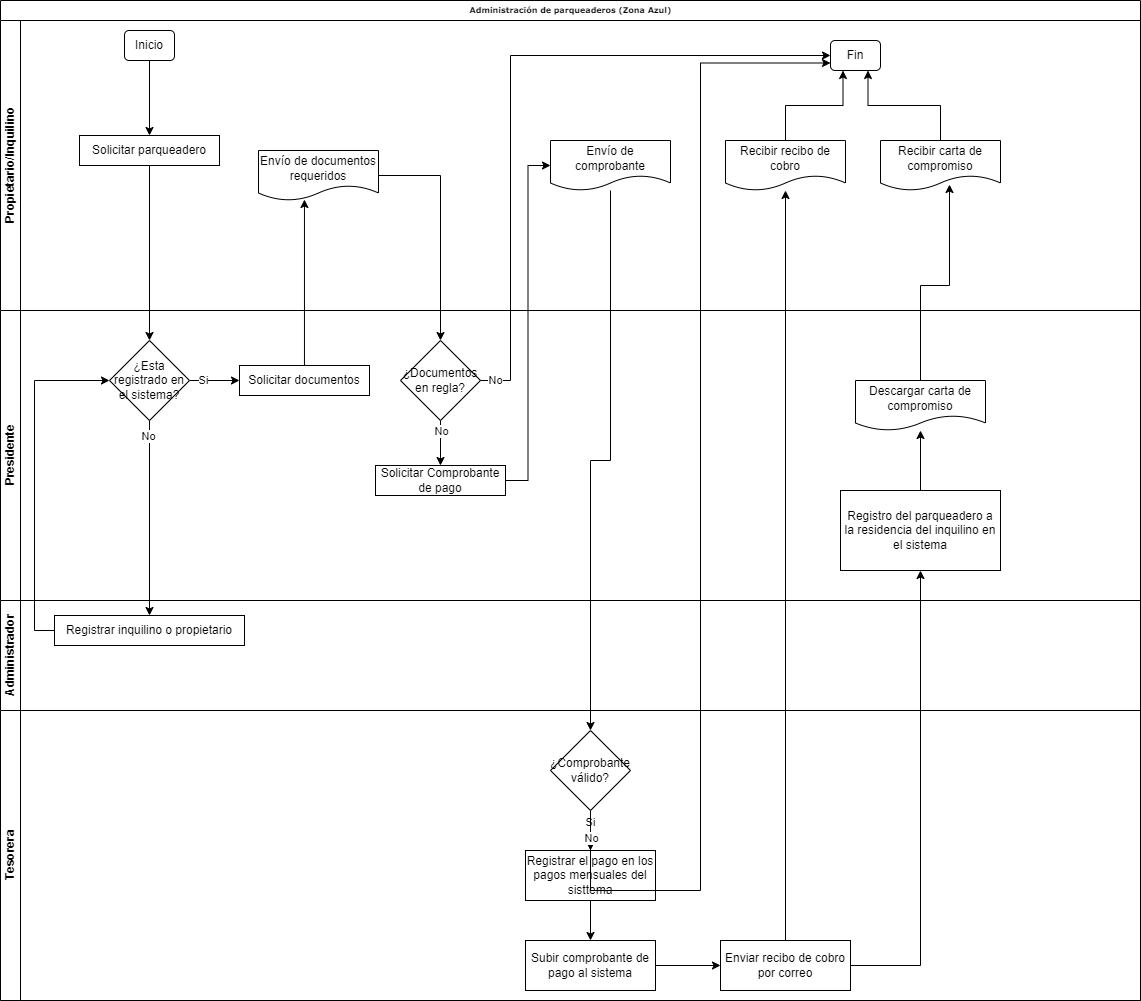 Administración de parqueaderos (Zona Azul)
Propietario/Inquilino
Inicio
Fin
Solicitar parqueadero
Envío de documentos
requeridos
Envío de
comprobante
Recibir recibo de
cobro
Recibir carta de
compromiso
Presidente
¿Esta
registrado en
el sistema?
Si
Solicitar documentos
No
¿Documentos
en regla?
No
No
Solicitar Comprobante
de pago
Descargar carta de
compromiso
Registro del parqueadero a
la residencia del inquilino en
el sistema
Administrador
Registrar inquilino o propietario
Tesorera
¿Comprobante
válido?
Si
No
Registrar el pago en los
pagos mensuales del
sisttema
Subir comprobante de
pago al sistema
Enviar recibo de cobro
por correo